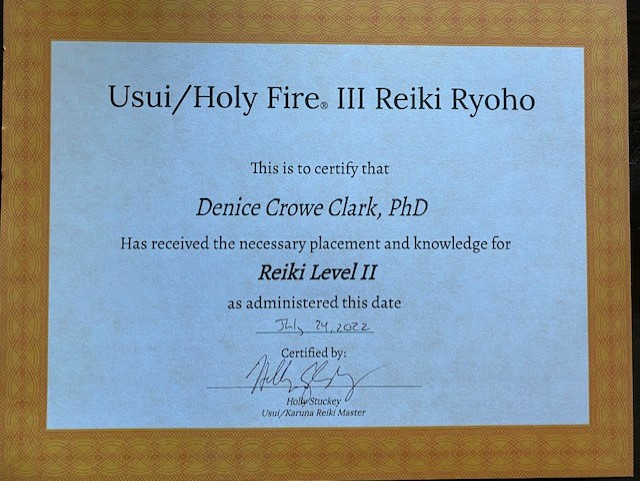 Usui/Holy Fire® III Reiki Ryoho
This is to certify that
Denice Crowe Clark, PhD
Has received the necessary placement and knowledge for
Reiki Level II
as administered this date
July 24, 2022
Certified by:
Holly Stuckey
Holly Stuckey
Usui/Karuna Reiki Master